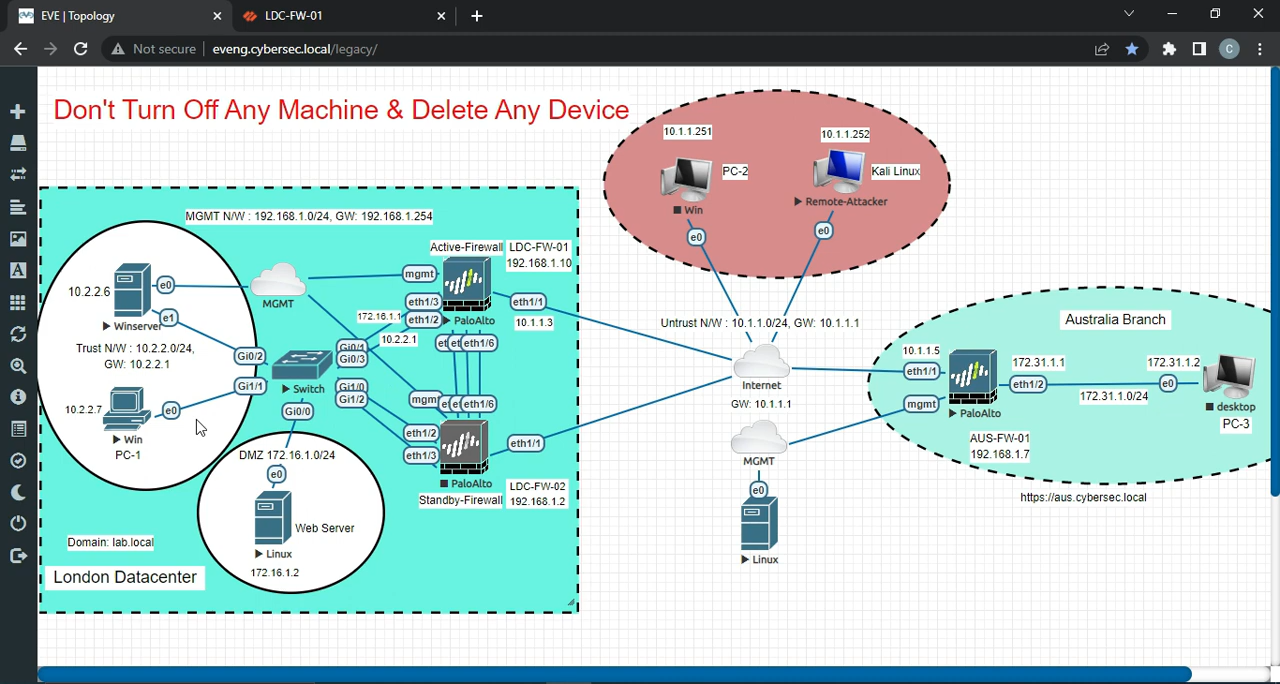 EVE | Topology
LDC-FW-01
Not secure
eveng.cybersec.local/legacy/
C
Don't Turn Off Any Machine & Delete Any Device
10.1.1.251
10.1.1.252
PC-2
Kali Linux
Win
Remote-Attacker
e0
e0
MGMT N/W : 192.168.1.0/24, GW: 192.168.1.254
Active-Firewall
LDC-FW-01
192.168.1.10
mgmt
10.2.2.6
e0
MGMT
eth1/3
eth1/1
172.16.1.1
eth1/2
PaloAlto
10.1.1.3
e1
Winserver
10.2.2.1
Trust N/W : 10.2.2.0/24,
GW: 10.2.2.1
Gi0/2
Gi0/1
Gi0/3
eth1/6
Switch
Gi1/1
Gi1/0
Gi1/2
10.2.2.7
e0
Win
PC-1
Gi0/0
mgmt
eth1/6
eth1/2
eth1/3
eth1/1
PaloAlto
Standby-Firewall
LDC-FW-02
192.168.1.2
DMZ 172.16.1.0/24
e0
Web Server
Linux
172.16.1.2
Domain: lab.local
London Datacenter
Untrust N/W : 10.1.1.0/24, GW: 10.1.1.1
Internet
GW: 10.1.1.1
MGMT
e0
Linux
Australia Branch
10.1.1.5
eth1/1
mgmt
PaloAlto
AUS-FW-01
192.168.1.7
172.31.1.1
eth1/2
172.31.1.0/24
172.31.1.2
e0
desktop
PC-3
https://aus.cybersec.local